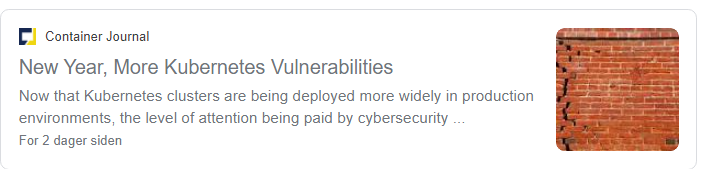 Container Journal
New Year, More Kubernetes Vulnerabilities
Now that Kubernetes clusters are being deployed more widely in production
environments, the level of attention being paid by cybersecurity ...
For 2 dager siden